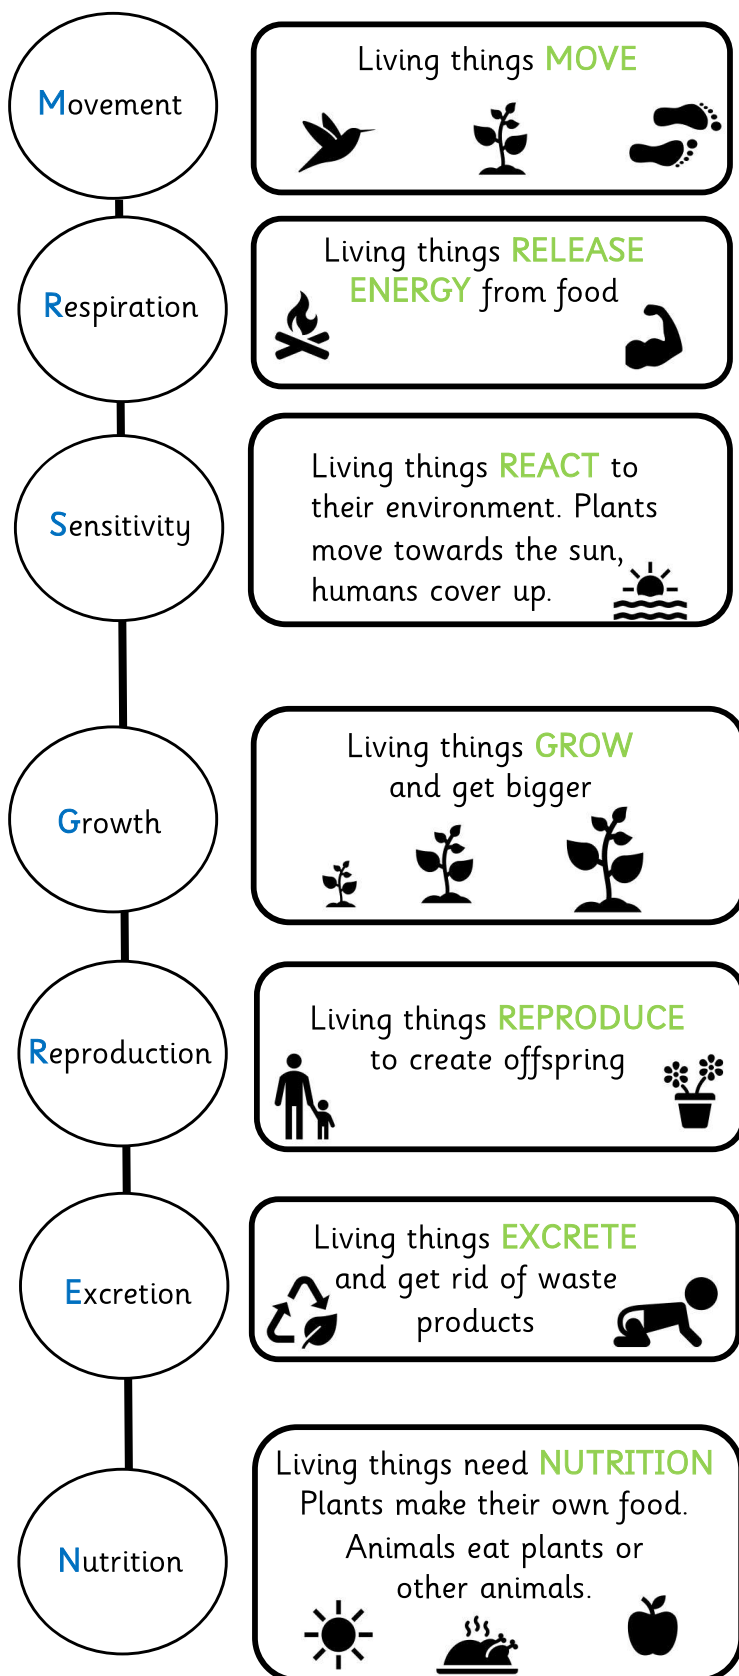 Movement
Living things MOVE
Respiration
Living things RELEASE
ENERGY from food
Sensitivity
Living things REACT to
their environment. Plants
move towards the sun,
humans cover up.
Growth
Living things GROW
and get bigger
Reproduction
Living things REPRODUCE
to create offspring
Excretion
Living things EXCRETE
and get rid of waste
products
Nutrition
Living things need NUTRITION
Plants make their own food.
Animals eat plants or
other animals.